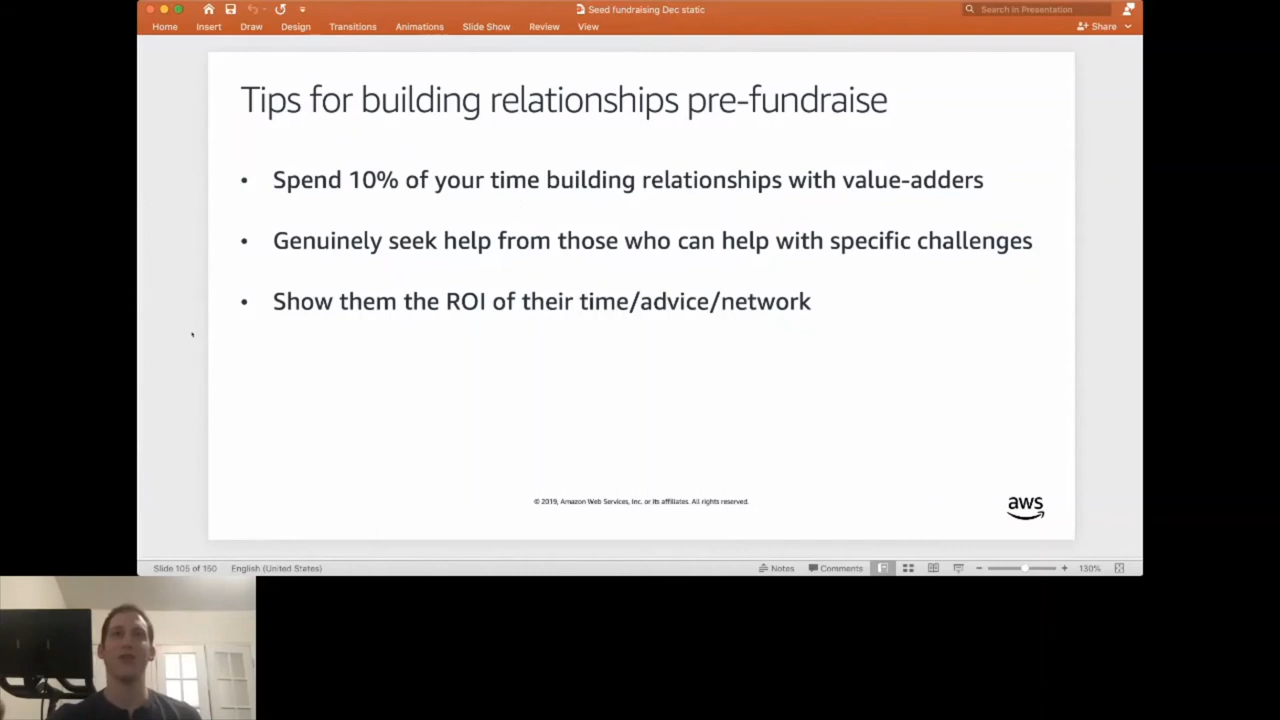 Seed fundraising Dec static
Search in Presentation
Home Insert Draw Design Transitions Animations Slide Show Review View Share
Tips for building relationships pre-fundraise
• Spend 10% of your time building relationships with value-adders
• Genuinely seek help from those who can help with specific challenges
• Show them the ROI of their time/advice/network
© 2019, Amazon Web Services, Inc. or its affiliates. All rights reserved.
aws
Slide 105 of 150 English (United States) Notes Comments 130%